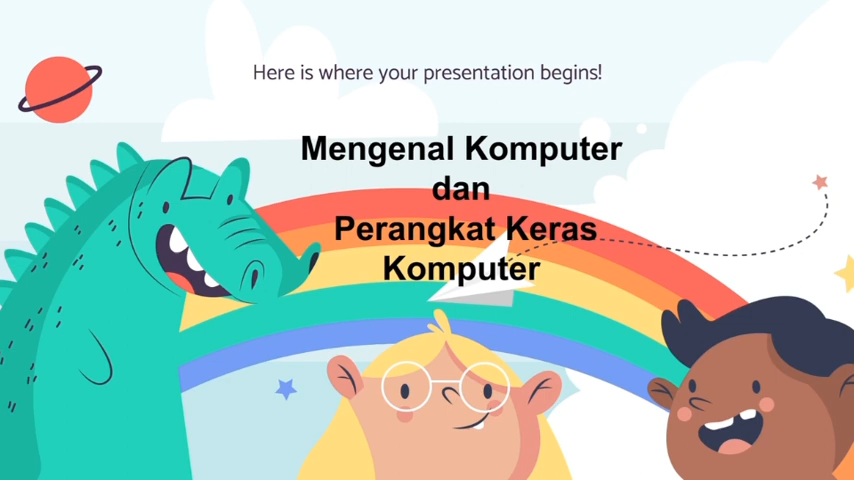 Here is where your presentation begins!
Mengenal Komputer
dan
Perangkat Keras
Komputer